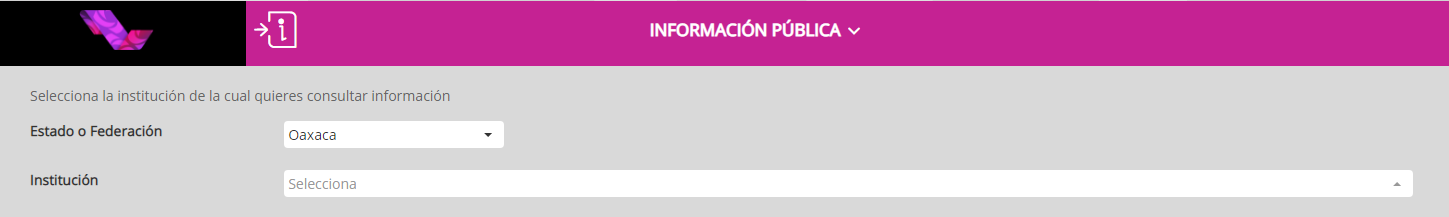 INFORMACIÓN PÚBLICA
Selecciona la institución de la cual quieres consultar información
Estado o Federación
Oaxaca
Institución
Selecciona